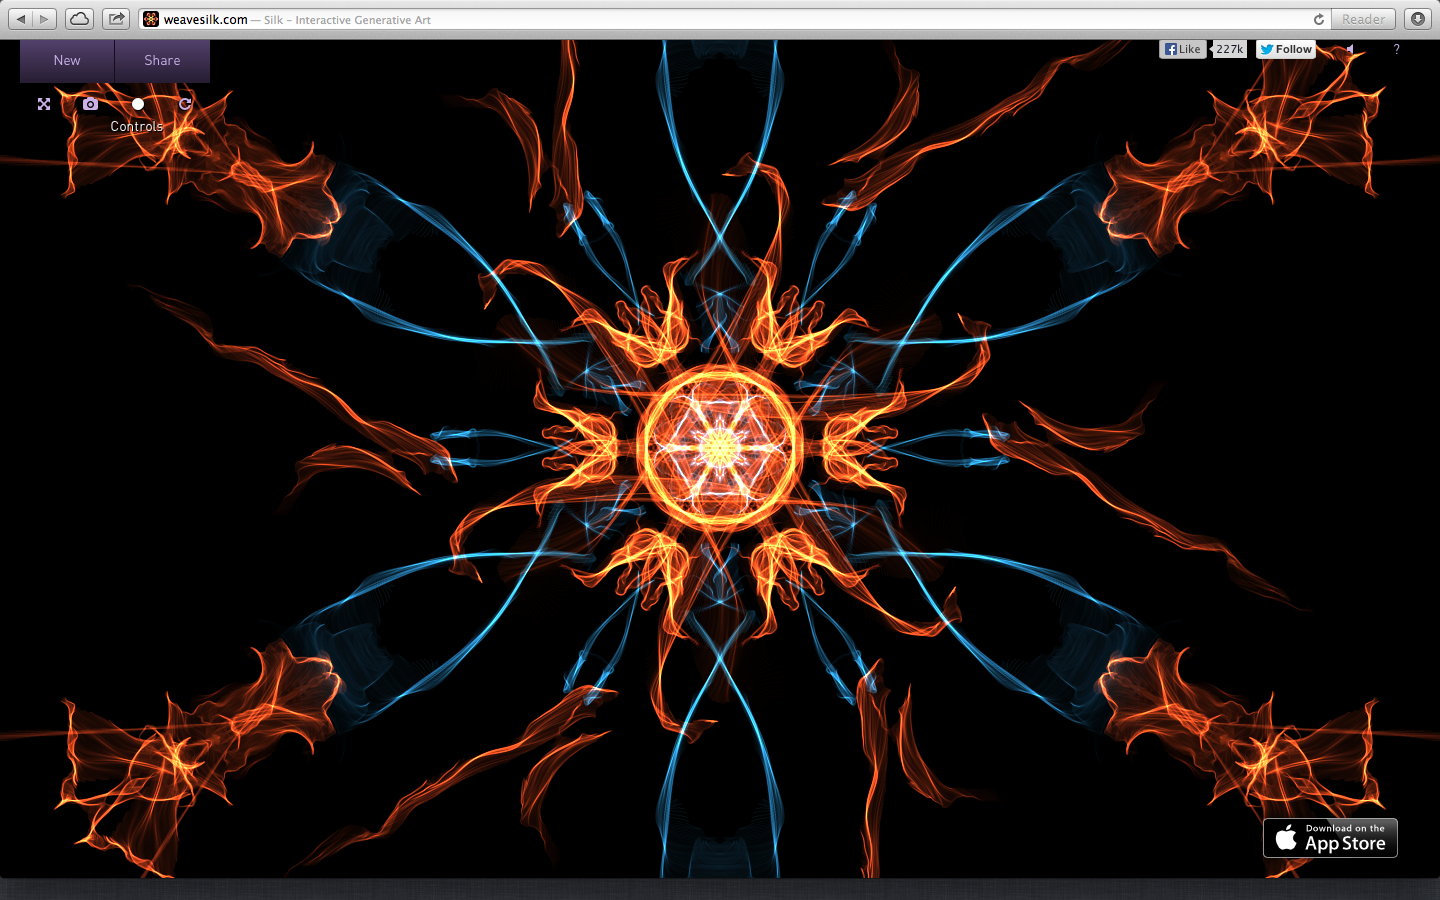 weavesilk.com — Silk – Interactive Generative Art
Reader
New
Share
Like
227k
Follow
?
Controls
Download on the
App Store